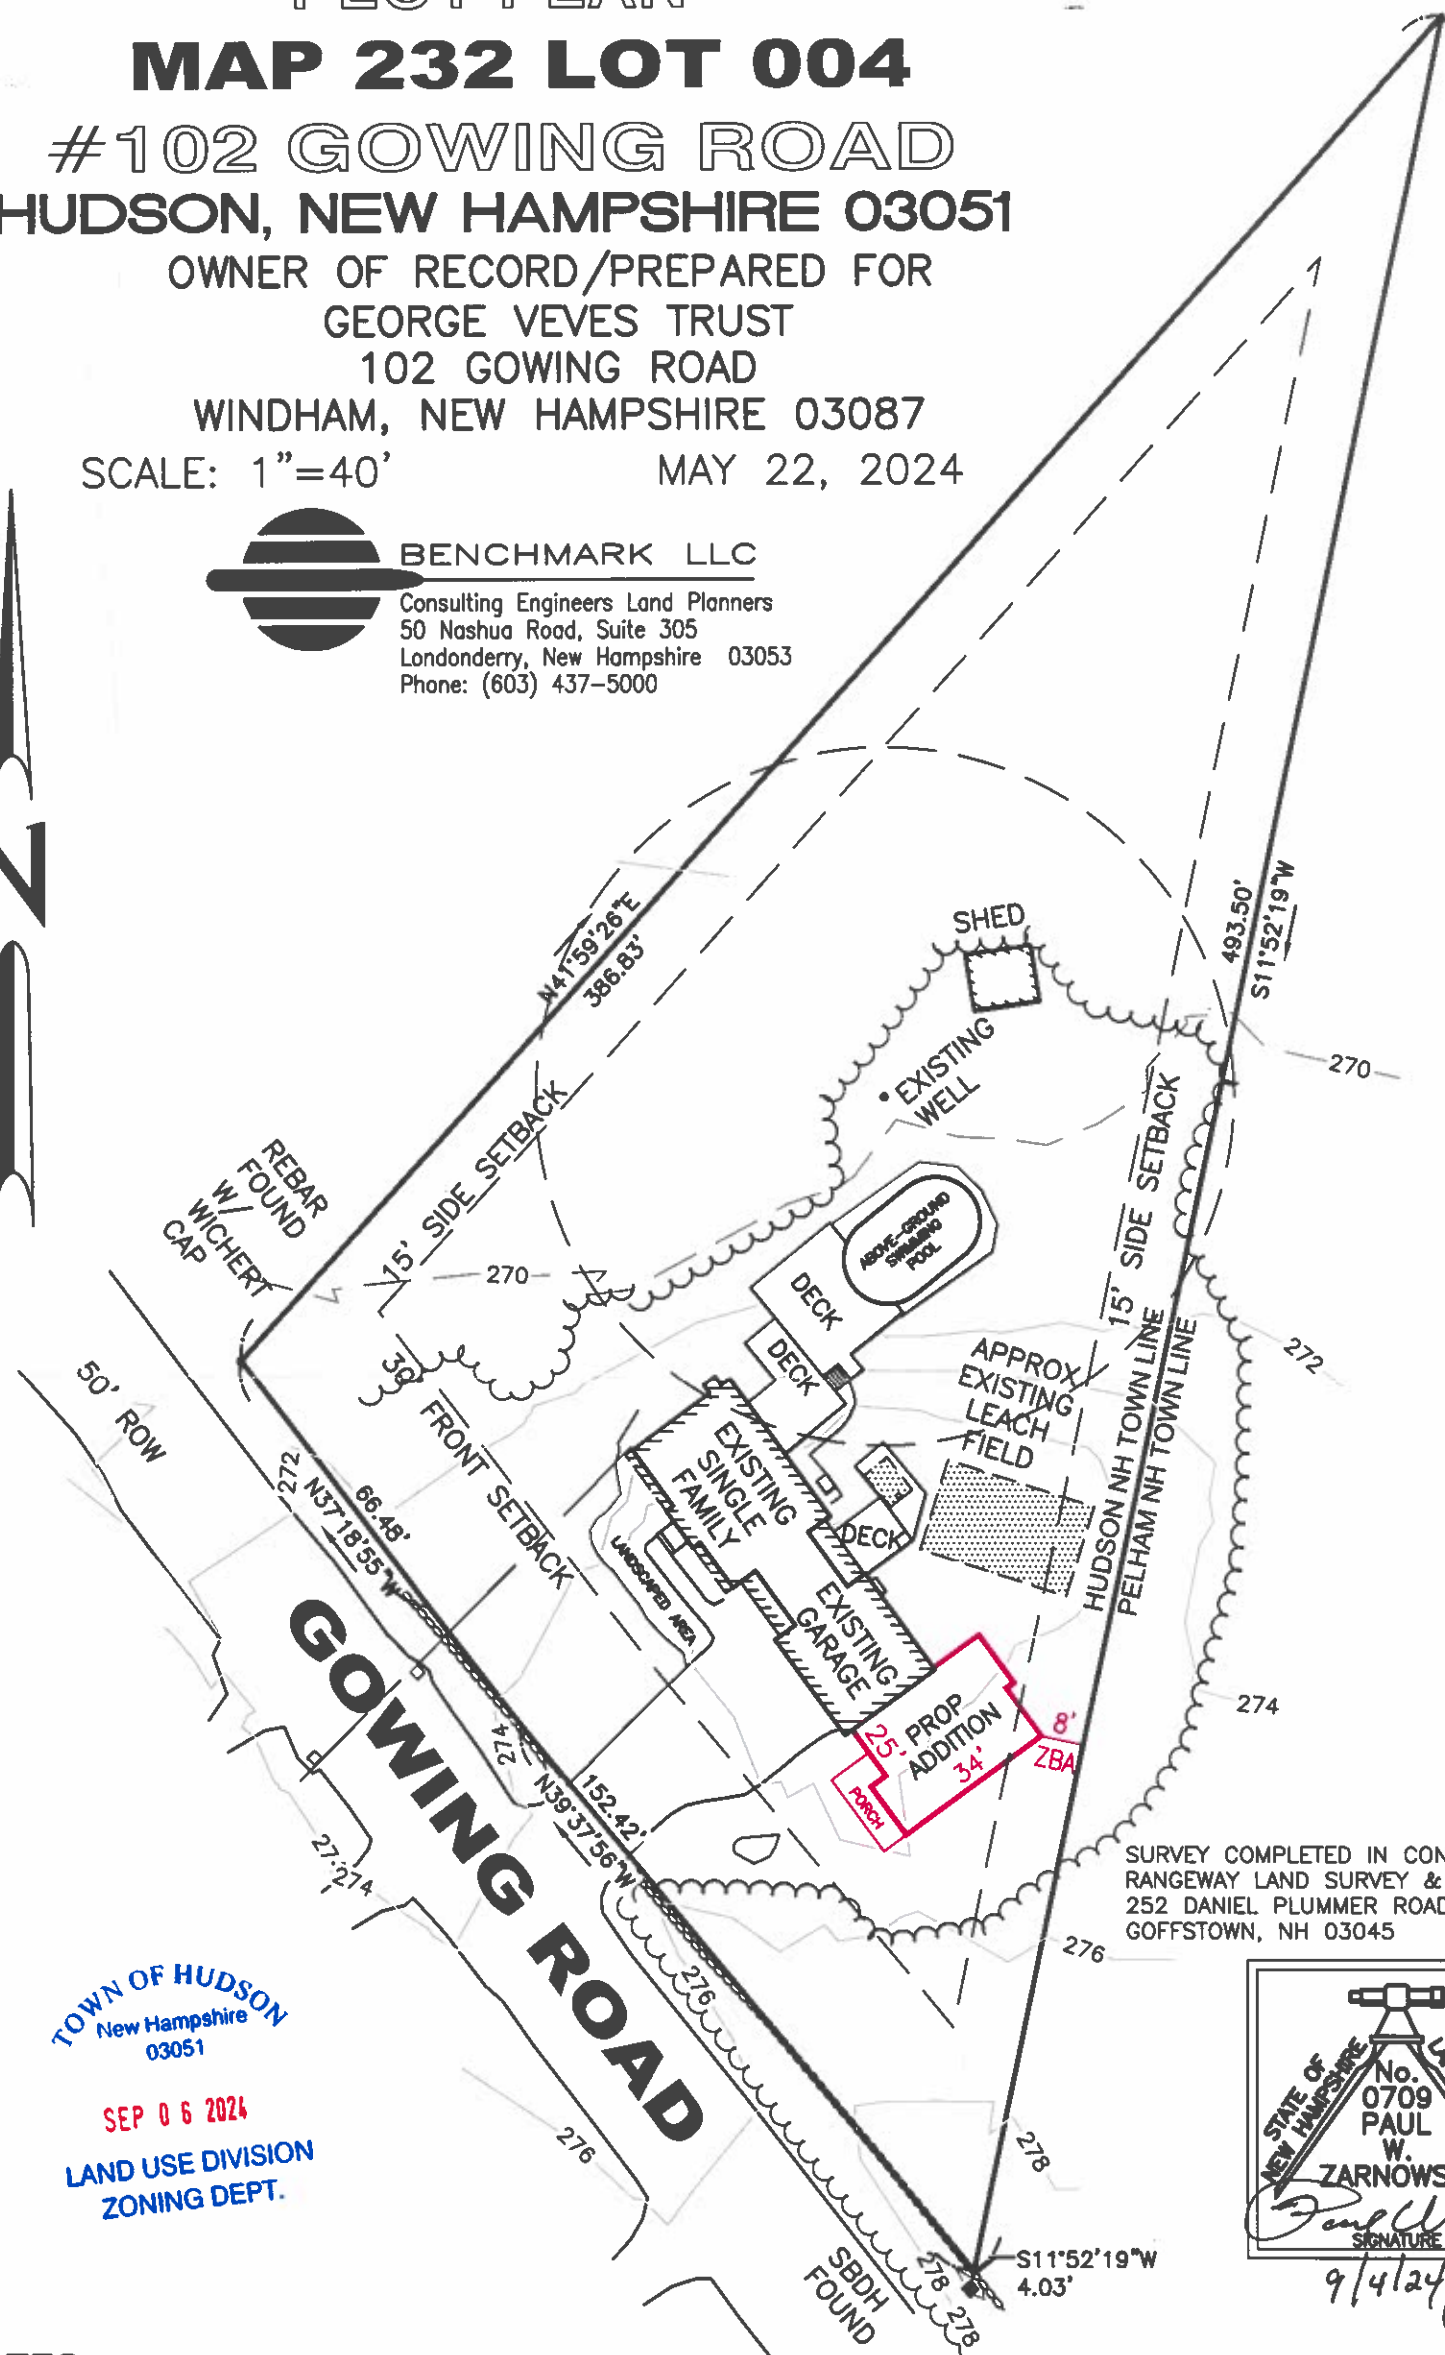 PLOT PLAN
MAP 232 LOT 004
#102 GOWING ROAD
HUDSON, NEW HAMPSHIRE 03051
OWNER OF RECORD/PREPARED FOR
GEORGE VEVES TRUST
102 GOWING ROAD
WINDHAM, NEW HAMPSHIRE 03087
SCALE: 1"=40'
MAY 22, 2024
BENCHMARK LLC
Consulting Engineers Land Planners
50 Nashua Road, Suite 305
Londonderry, New Hampshire 03053
Phone: (603) 437-5000
N
N41°59'26"E
386.83'
493.50'
S11°52'19"W
SHED
EXISTING
WELL
270
15' SIDE SETBACK
15' SIDE SETBACK
REBAR
FOUND
W/
WICHERT
CAP
270
ABOVE-GROUND
SWIMMING
POOL
DECK
DECK
272
APPROX
EXISTING
LEACH
FIELD
HUDSON NH TOWN LINE
PELHAM NH TOWN LINE
50' ROW
30' FRONT SETBACK
272
66.48'
N37°18'55"W
EXISTING
SINGLE
FAMILY
DECK
LANDSCAPED AREA
EXISTING
GARAGE
274
PROP
ADDITION
25'
34'
8'
ZBA
PORCH
GOWING ROAD
274
152.42'
N39°37'56"W
27
274
SURVEY COMPLETED IN CON
RANGEWAY LAND SURVEY &
252 DANIEL PLUMMER ROAD
GOFFSTOWN, NH 03045
276
276
276
TOWN OF HUDSON
New Hampshire
03051
SEP 06 2024
LAND USE DIVISION
ZONING DEPT.
STATE OF
NEW HAMPSHIRE
No.
0709
PAUL
W.
ZARNOWS
SIGNATURE
9/4/24
278
S11°52'19"W
4.03'
278
278
SBDH
FOUND